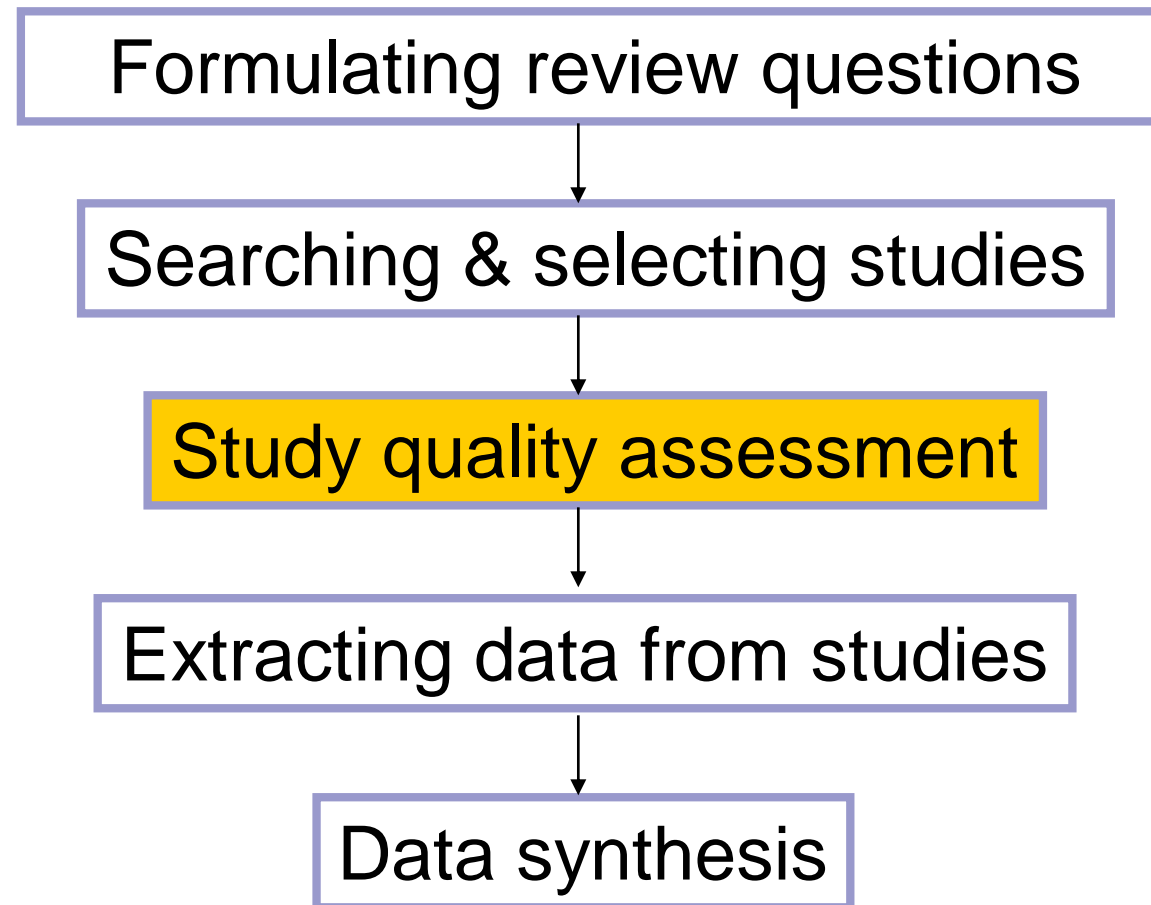 Formulating review questions
Searching & selecting studies
Study quality assessment
Extracting data from studies
Data synthesis